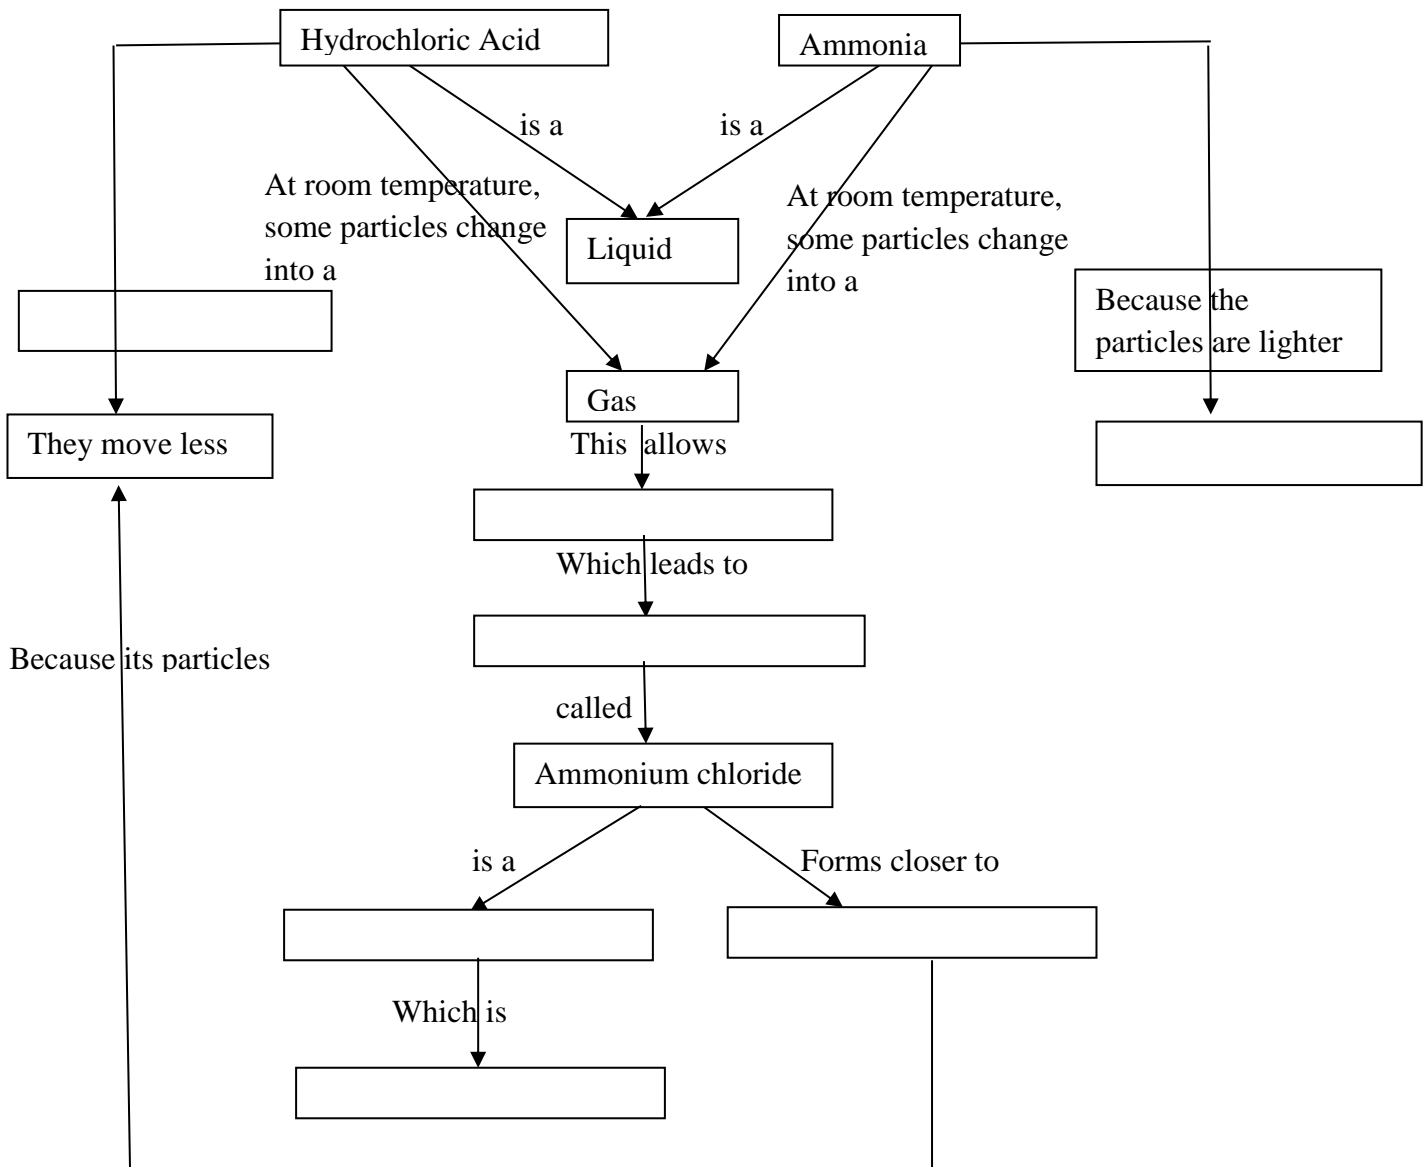 Hydrochloric Acid
Ammonia
is a
is a
At room temperature,
some particles change
into a
At room temperature,
some particles change
into a
Liquid
Because the
particles are lighter
Gas
They move less
This allows
Which leads to
Because its particles
called
Ammonium chloride
is a
Forms closer to
Which is